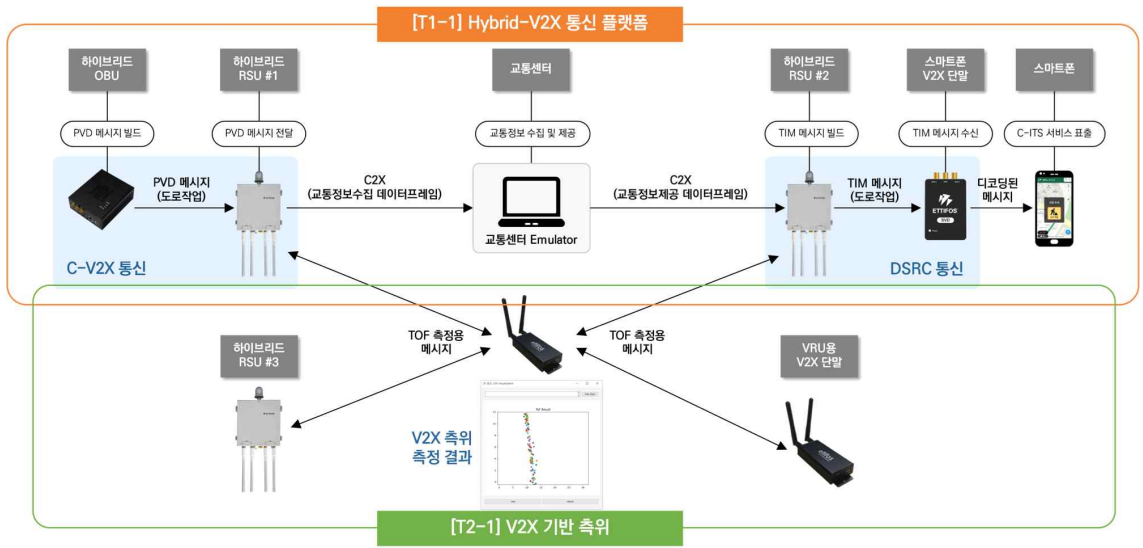 [T1-1] Hybrid-V2X 통신 플랫폼
하이브리드
OBU
하이브리드
RSU #1
교통센터
하이브리드
RSU #2
스마트폰
V2X 단말
스마트폰
PVD 메시지 빌드
PVD 메시지 전달
교통정보 수집 및 제공
TIM 메시지 빌드
TIM 메시지 수신
C-ITS 서비스 표출
PVD 메시지
(도로작업)
C2X
(교통정보수집 데이터프레임)
C2X
(교통정보제공 데이터프레임)
TIM 메시지
(도로작업)
디코딩된
메시지
ETTIFOS
교통센터 Emulator
C-V2X 통신
DSRC 통신
TOF 측정용
메시지
TOF 측정용
메시지
하이브리드
RSU #3
VRU용
V2X 단말
V2X 측위
측정 결과
[T2-1] V2X 기반 측위